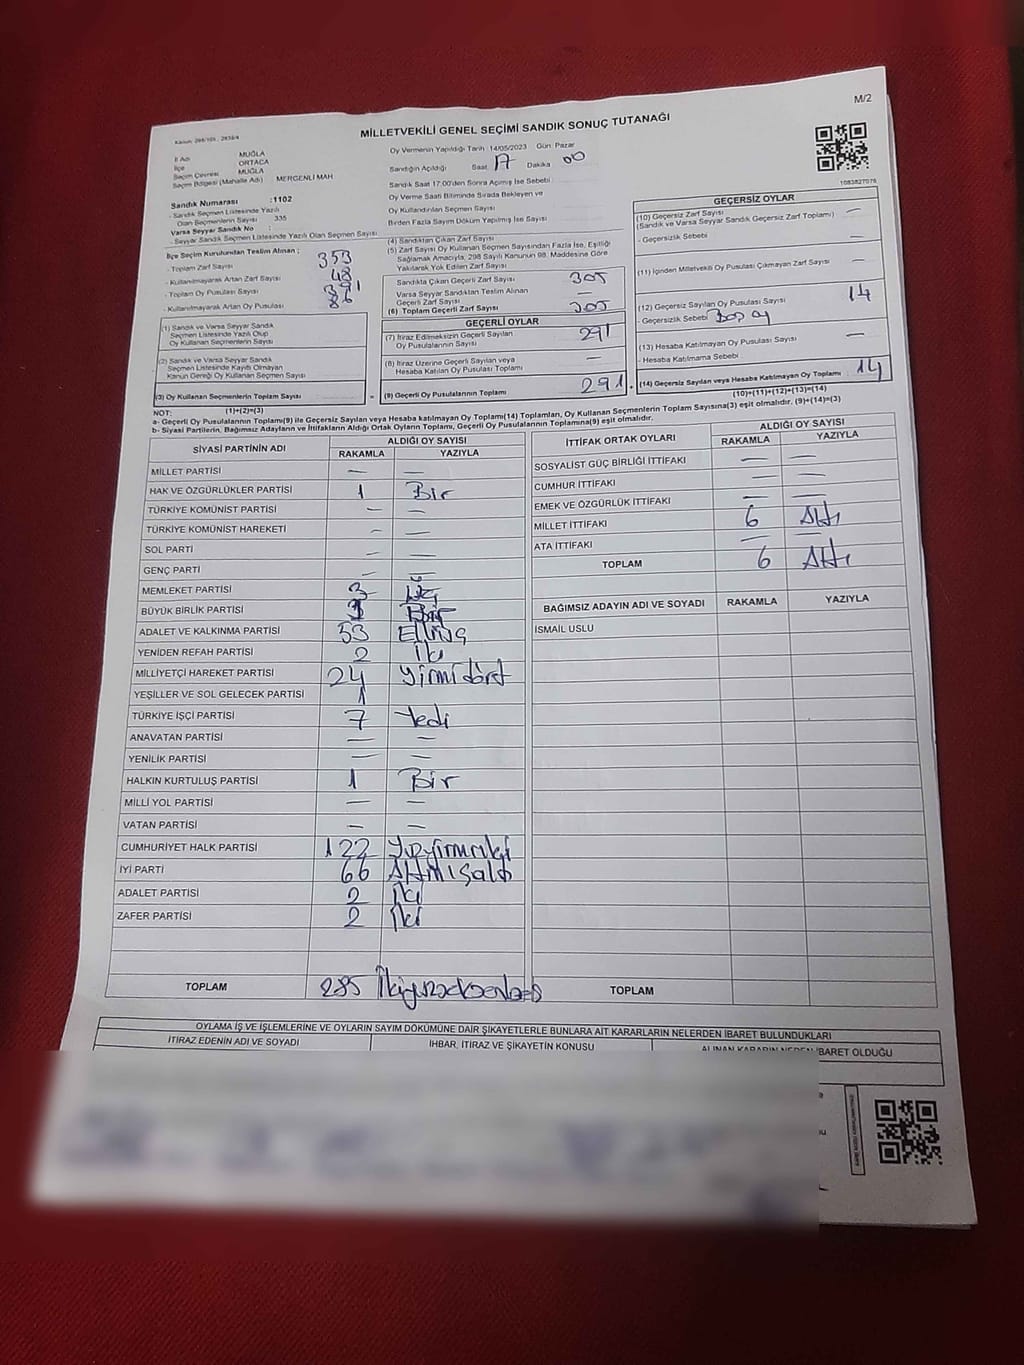 M/2
Kanun: 298/105 , 2839/4
MİLLETVEKİLİ GENEL SEÇİMİ SANDIK SONUÇ TUTANAĞI
İl Adı MUĞLA
İlçe ORTACA
Seçim Çevresi MUĞLA
Seçim Bölgesi (Mahalle Adı) MERGENLİ MAH
Oy Vermenin Yapıldığı Tarih :14/05/2023 Gün: Pazar
Sandığın Açıldığı Saat 17 Dakika 00
Sandık Saat 17.00'den Sonra Açılmış İse Sebebi
Oy Verme Saati Bitiminde Sırada Bekleyen ve
Oy Kullandırılan Seçmen Sayısı
Birden Fazla Sayım Döküm Yapılmış İse Sayısı
1083827076
Sandık Numarası :1102
- Sandık Seçmen Listesinde Yazılı
Olan Seçmenlerin Sayısı 335
Varsa Seyyar Sandık No :
- Seyyar Sandık Seçmen Listesinde Yazılı Olan Seçmen Sayısı
İlçe Seçim Kurulundan Teslim Alınan ;
- Toplam Zarf Sayısı 353
- Kullanılmayarak Artan Zarf Sayısı 48
- Toplam Oy Pusulası Sayısı 391
- Kullanılmayarak Artan Oy Pusulası 86
(1) Sandık ve Varsa Seyyar Sandık
Seçmen Listesinde Yazılı Olup
Oy Kullanan Seçmen Sayısı
(2) Sandık ve Varsa Seyyar Sandık
Seçmen Listesinde Kayıtlı Olmayan
Kanun Gereği Oy Kullanan Seçmen Sayısı
(3) Oy Kullanan Seçmenlerin Toplam Sayısı =
(1)+(2)=(3)
(4) Sandıktan Çıkan Zarf Sayısı
(5) Zarf Sayısı Oy Kullanan Seçmen Sayısından Fazla İse, Eşitliği
Sağlamak Amacıyla, 298 Sayılı Kanunun 98. Maddesine Göre
Yakılarak Yok Edilen Zarf Sayısı
Sandıkta Çıkan Geçerli Zarf Sayısı 305
Varsa Seyyar Sandıktan Teslim Alınan
Geçerli Zarf Sayısı
(6) Toplam Geçerli Zarf Sayısı 305
GEÇERLİ OYLAR
(7) İtiraz Edilmeksizin Geçerli Sayılan
Oy Pusulalarının Sayısı 291
(8) İtiraz Üzerine Geçerli Sayılan veya
Hesaba Katılan Oy Pusulası Toplamı —
(9) Geçerli Oy Pusulalarının Toplamı 291 +
GEÇERSİZ OYLAR
(10) Geçersiz Zarf Sayısı
(Sandık ve Varsa Seyyar Sandık Geçersiz Zarf Toplamı) —
- Geçersizlik Sebebi —
(11) İçinden Milletvekili Oy Pusulası Çıkmayan Zarf Sayısı —
(12) Geçersiz Sayılan Oy Pusulası Sayısı 14
- Geçersizlik Sebebi Boş oy
(13) Hesaba Katılmayan Oy Pusulası Sayısı —
- Hesaba Katılmama Sebebi
(14) Geçersiz Sayılan veya Hesaba Katılmayan Oy Toplamı 14
(10)+(11)+(12)+(13)=(14)
NOT:
a- Geçerli Oy Pusulalarının Toplamı(9) ile Geçersiz Sayılan veya Hesaba katılmayan Oy Toplamı(14) Toplamları, Oy Kullanan Seçmenlerin Toplam Sayısına(3) eşit olmalıdır. (9)+(14)=(3)
b- Siyasi Partilerin, Bağımsız Adayların ve İttifakların Aldığı Ortak Oyların Toplamı, Geçerli Oy Pusulalarının Toplamına(9) eşit olmalıdır.
SİYASİ PARTİNİN ADI ALDIĞI OY SAYISI
RAKAMLA YAZIYLA
MİLLET PARTİSİ — —
HAK VE ÖZGÜRLÜKLER PARTİSİ 1 Bir
TÜRKİYE KOMÜNİST PARTİSİ — —
TÜRKİYE KOMÜNİST HAREKETİ — —
SOL PARTİ — —
GENÇ PARTİ — —
MEMLEKET PARTİSİ 3 Üç
BÜYÜK BİRLİK PARTİSİ 1 Bir
ADALET VE KALKINMA PARTİSİ 53 Elliüç
YENİDEN REFAH PARTİSİ 2 İki
MİLLİYETÇİ HAREKET PARTİSİ 24 yirmidört
YEŞİLLER VE SOL GELECEK PARTİSİ 1
TÜRKİYE İŞÇİ PARTİSİ 7 Yedi
ANAVATAN PARTİSİ — —
YENİLİK PARTİSİ — —
HALKIN KURTULUŞ PARTİSİ 1 Bir
MİLLİ YOL PARTİSİ — —
VATAN PARTİSİ — —
CUMHURİYET HALK PARTİSİ 122
İYİ PARTİ 66 Altmışaltı
ADALET PARTİSİ 2 İki
ZAFER PARTİSİ 2 İki
TOPLAM 285 İkiyüzseksenbeş
İTTİFAK ORTAK OYLARI ALDIĞI OY SAYISI
RAKAMLA YAZIYLA
SOSYALİST GÜÇ BİRLİĞİ İTTİFAKI — —
CUMHUR İTTİFAKI — —
EMEK VE ÖZGÜRLÜK İTTİFAKI — —
MİLLET İTTİFAKI 6 Altı
ATA İTTİFAKI — —
TOPLAM 6 Altı
BAĞIMSIZ ADAYIN ADI VE SOYADI RAKAMLA YAZIYLA
İSMAİL USLU
TOPLAM
OYLAMA İŞ VE İŞLEMLERİNE VE OYLARIN SAYIM DÖKÜMÜNE DAİR ŞİKAYETLERLE BUNLARA AİT KARARLARIN NELERDEN İBARET BULUNDUKLARI
İTİRAZ EDENİN ADI VE SOYADI İHBAR, İTİRAZ VE ŞİKAYETİN KONUSU ALINAN KARARIN NEDEN İBARET OLDUĞU